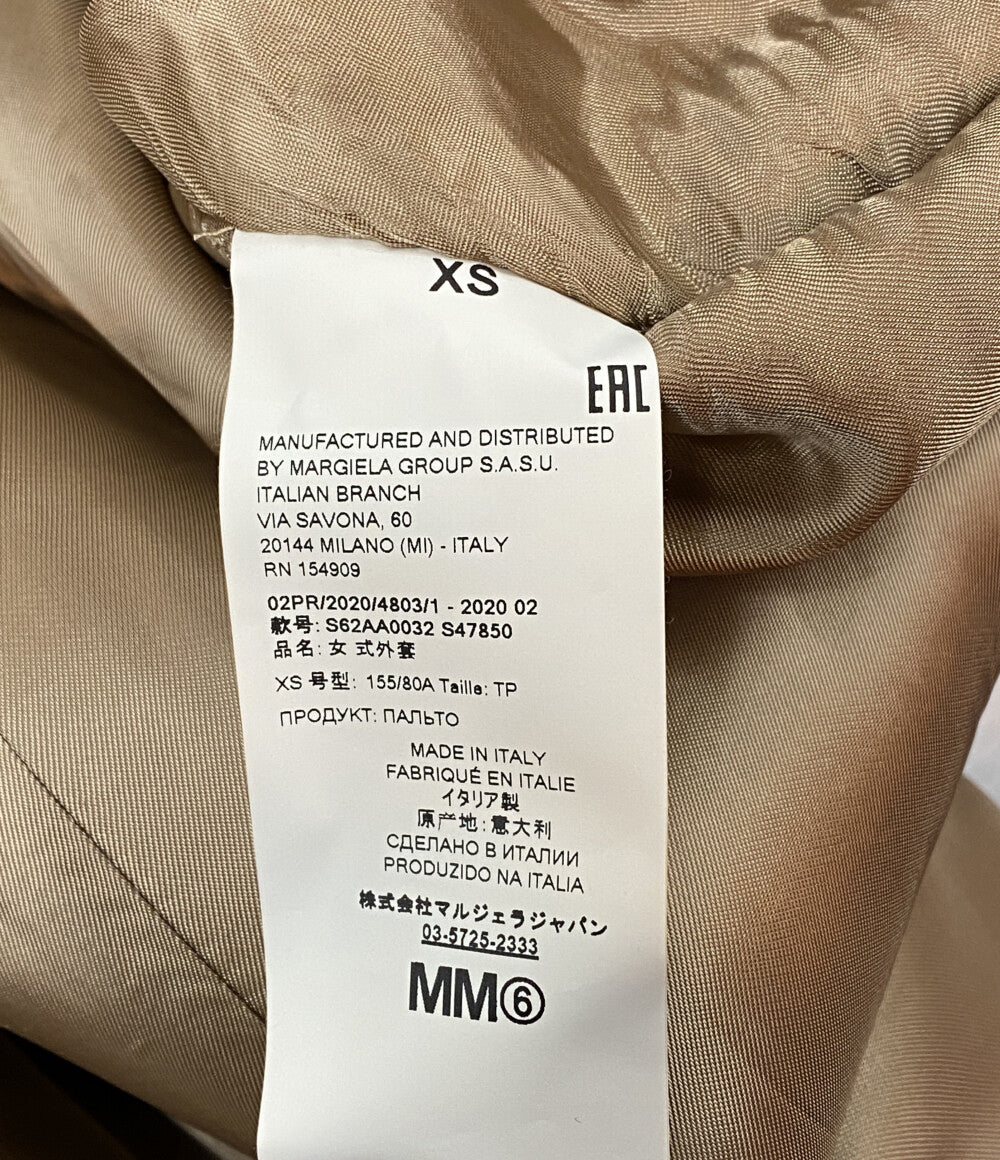 XS
EAC
MANUFACTURED AND DISTRIBUTED
BY MARGIELA GROUP S.A.S.U.
ITALIAN BRANCH
VIA SAVONA, 60
20144 MILANO (MI) - ITALY
RN 154909
02PR/2020/4803/1 - 2020 02
款号: S62AA0032 S47850
品名: 女 式外套
XS 号型: 155/80A Taille: TP
ПРОДУКТ: ПАЛЬТО
MADE IN ITALY
FABRIQUÉ EN ITALIE
イタリア製
原产地: 意大利
СДЕЛАНО В ИТАЛИИ
PRODUZIDO NA ITALIA
株式会社マルジェラジャパン
03-5725-2333
MM⑥